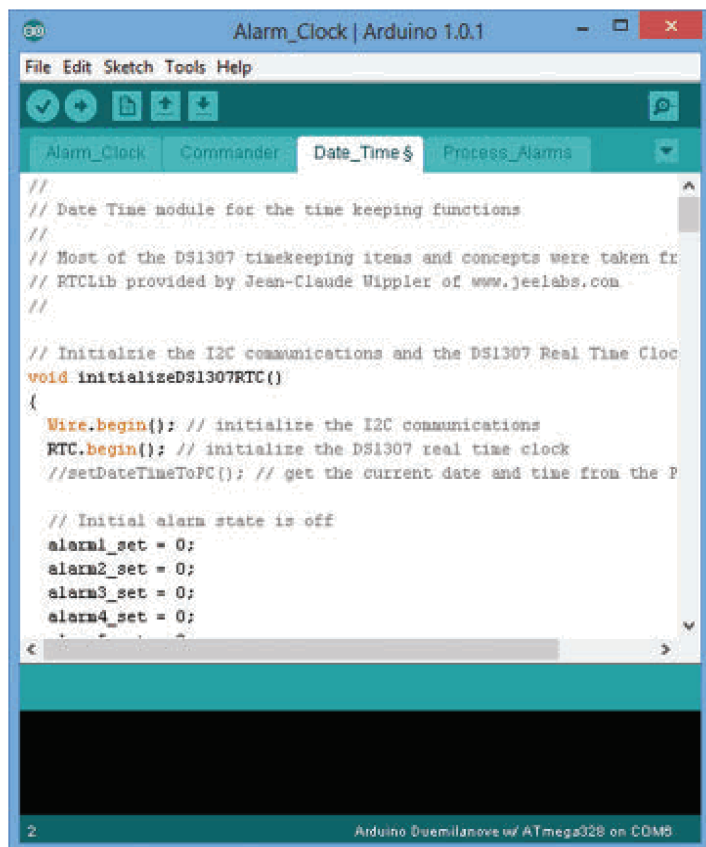 Alarm_Clock | Arduino 1.0.1
File Edit Sketch Tools Help
Alarm_Clock Commander Date_Time § Process_Alarms
//
// Date Time module for the time keeping functions
//
// Most of the DS1307 timekeeping items and concepts were taken fr
// RTCLib provided by Jean-Claude Wippler of www.jeelabs.com
//
// Initialzie the I2C communications and the DS1307 Real Time Cloc
void initializeDS1307RTC()
{
Wire.begin(); // initialize the I2C communications
RTC.begin(); // initialize the DS1307 real time clock
//setDateTimeToPC(); // get the current date and time from the P
// Initial alarm state is off
alarm1_set = 0;
alarm2_set = 0;
alarm3_set = 0;
alarm4_set = 0;
2 Arduino Duemilanove w/ ATmega328 on COM6